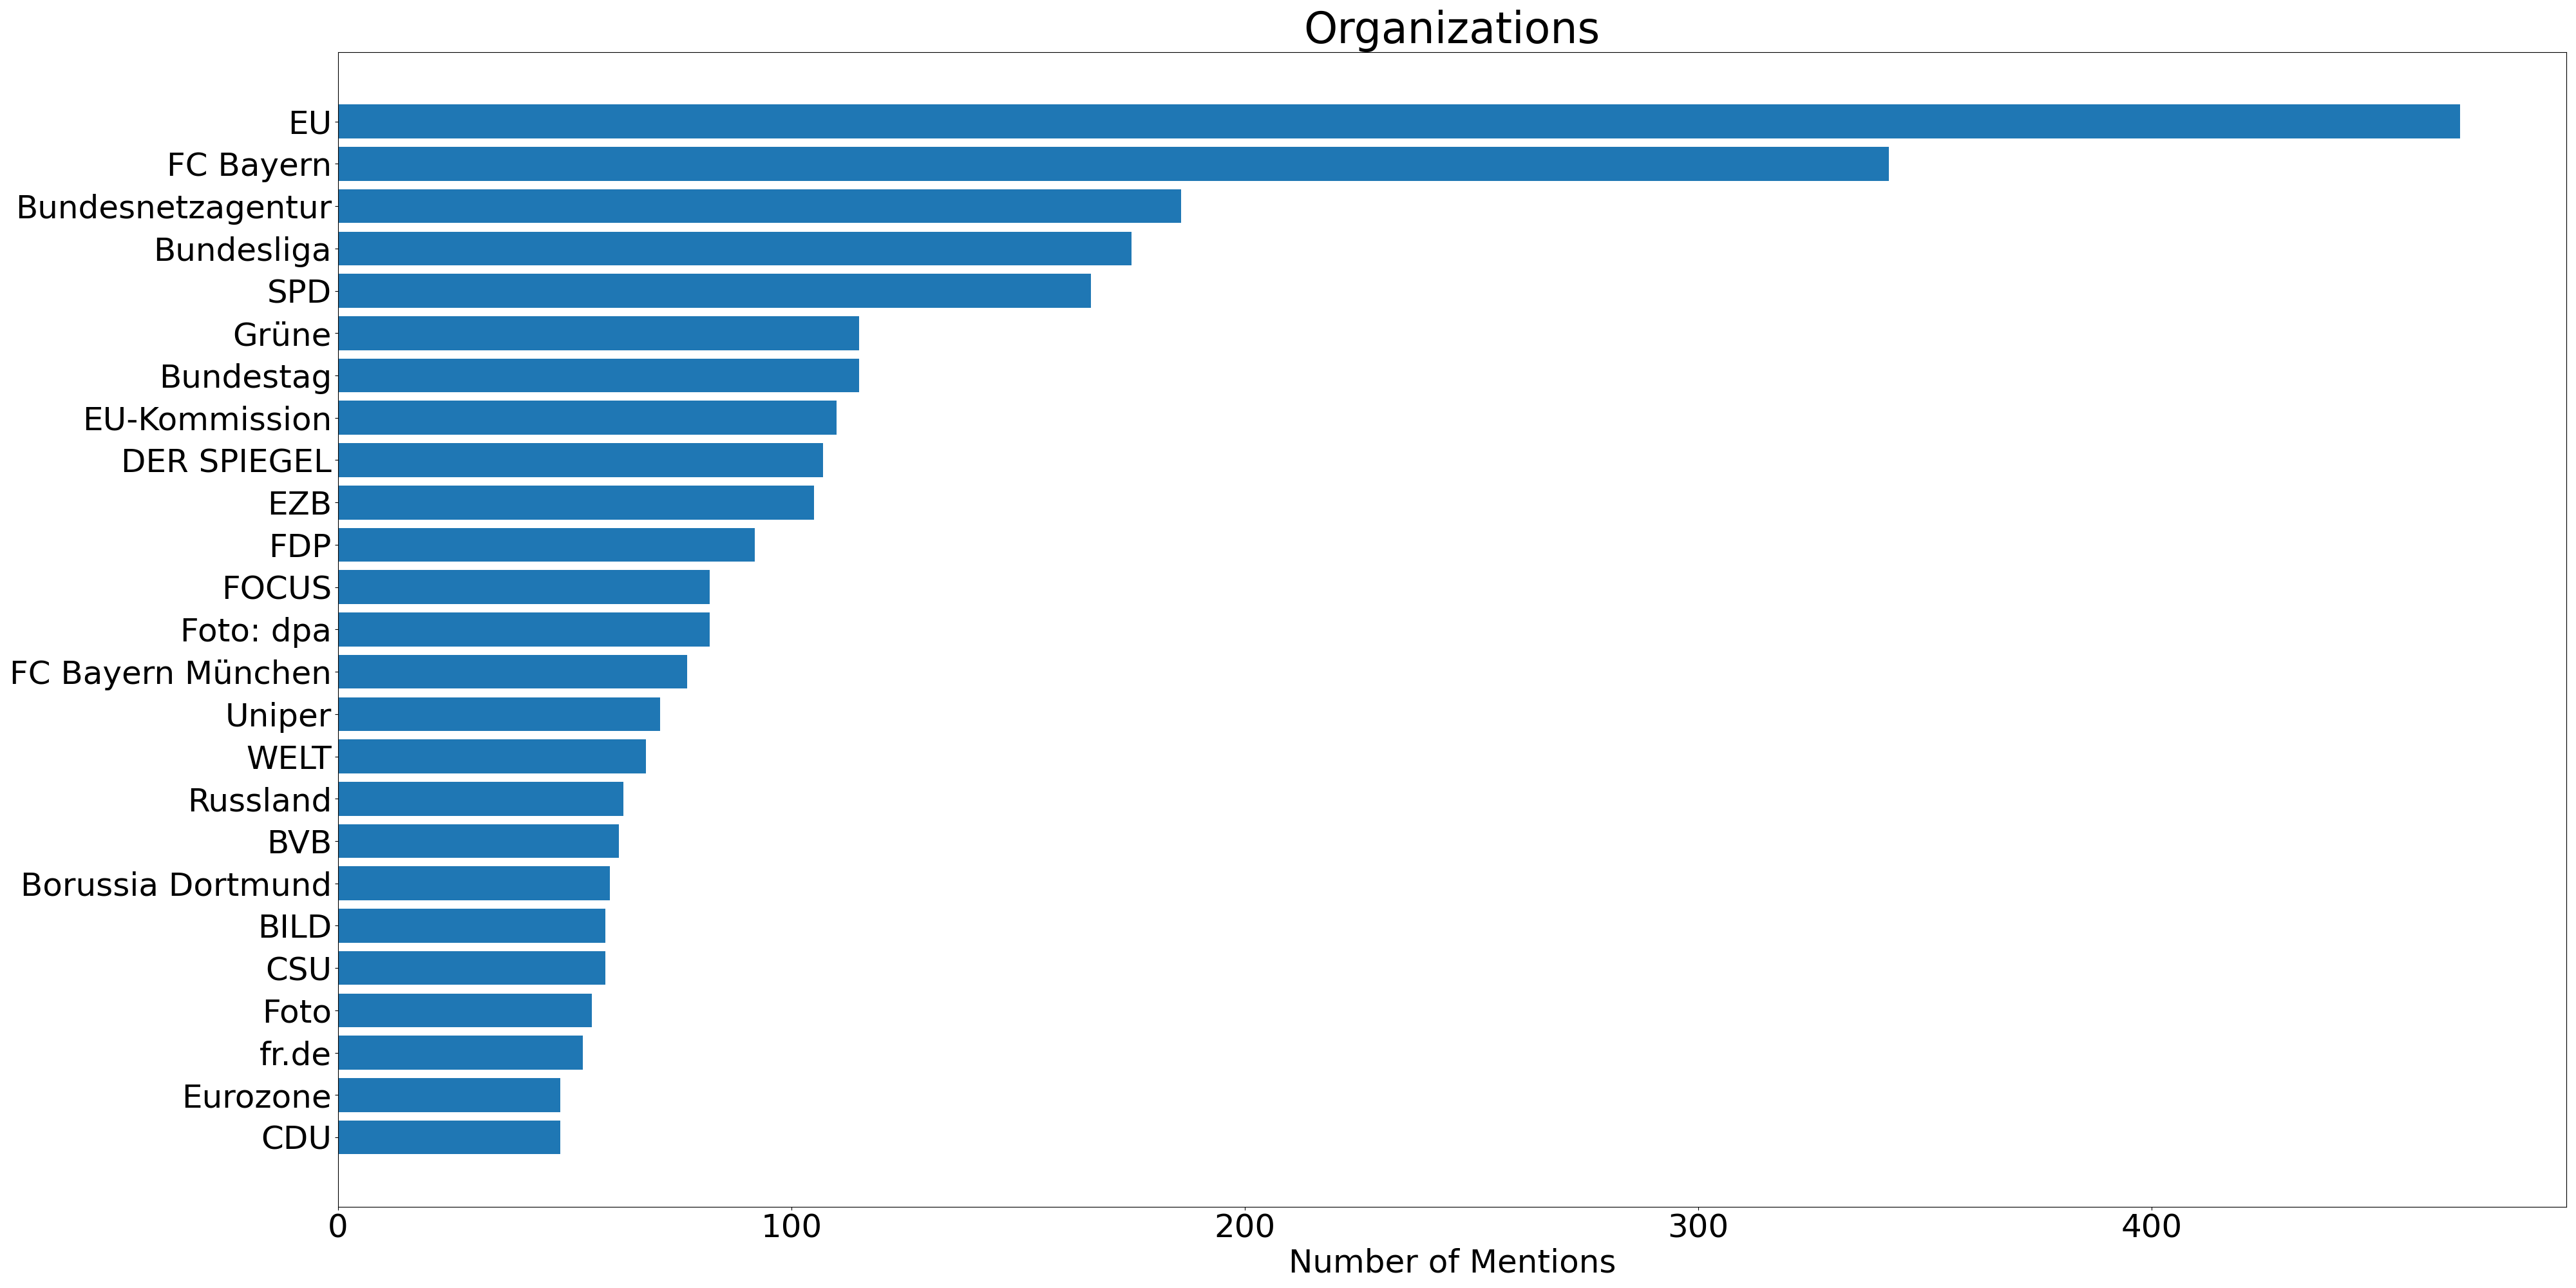 Organizations
EU
FC Bayern
Bundesnetzagentur
Bundesliga
SPD
Grüne
Bundestag
EU-Kommission
DER SPIEGEL
EZB
FDP
FOCUS
Foto: dpa
FC Bayern München
Uniper
WELT
Russland
BVB
Borussia Dortmund
BILD
CSU
Foto
fr.de
Eurozone
CDU
0 100 200 300 400
Number of Mentions